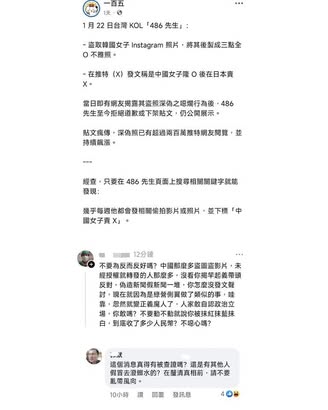 一百五
1天
1 月 22 日台灣 KOL「486 先生」：
- 盜取韓國女子 Instagram 照片，將其後製成三點全
O 不雅照。
- 在推特（X）發文稱是中國女子隆 O 後在日本賣
X。
當日即有網友揭露其盜照深偽之噁爛行為後，486
先生至今拒絕道歉或下架貼文，仍公開展示。
貼文瘋傳，深偽照已有超過兩百萬推特網友閱覽，並
持續飆漲。
---
經查，只要在 486 先生頁面上搜尋相關關鍵字就能
發現：
幾乎每週他都會發相關偷拍影片或照片，並下標「中
國女子賣 X」。
12分鐘
不要為反而反好嗎？中國那麼多盜圖盜影片，未
經授權就轉發的人那麼多，沒看你揭竿起義帶頭
反對，偽造新聞假新聞一堆，你怎麼沒發文聲
討，現在就因為是綠營側翼做了類似的事，哇
靠，忽然就變正義魔人了，人家敢自認政治立
場，你敢嗎？不要動不動就說你被抹紅抹藍抹
白，到底收了多少人民幣？不噁心嗎？
這個消息真得有被查證嗎？還是有其他人
假冒去潑髒水的？在釐清真相前，請不要
亂帶風向。
10小時 讚 回覆 發訊息 4